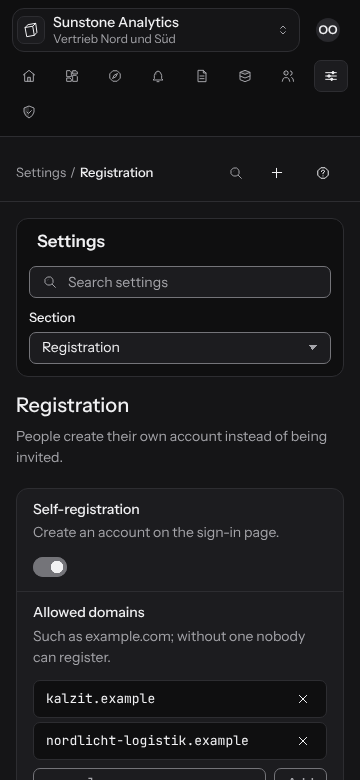 Sunstone Analytics
Vertrieb Nord und Süd
OO
Settings / Registration
Settings
Search settings
Section
Registration
Registration
People create their own account instead of being
invited.
Self-registration
Create an account on the sign-in page.
Allowed domains
Such as example.com; without one nobody
can register.
kalzit.example
nordlicht-logistik.example